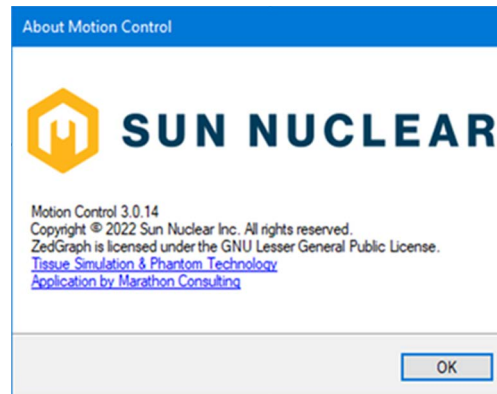 About Motion Control
SUN NUCLEAR
Motion Control 3.0.14
Copyright © 2022 Sun Nuclear Inc. All rights reserved.
ZedGraph is licensed under the GNU Lesser General Public License.
Tissue Simulation & Phantom Technology
Application by Marathon Consulting
OK